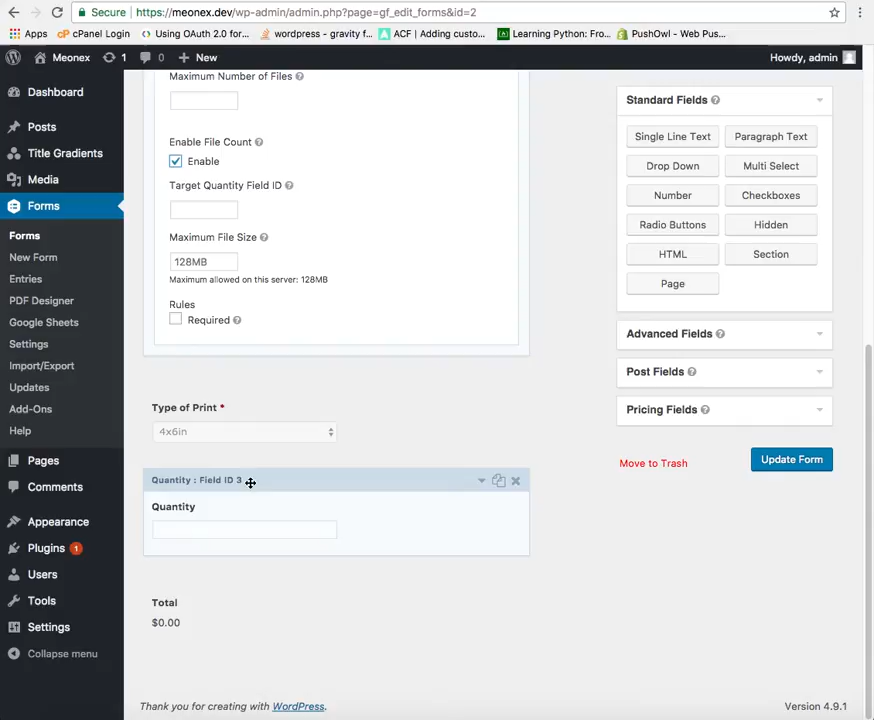 Secure https://meonex.dev/wp-admin/admin.php?page=gf_edit_forms&id=2
Apps cPanel Login Using OAuth 2.0 for... wordpress - gravity f... ACF | Adding custo... Learning Python: Fro... PushOwl - Web Pus...
Meonex 1 0 New Howdy, admin
Dashboard
Posts
Title Gradients
Media
Forms
Forms
New Form
Entries
PDF Designer
Google Sheets
Settings
Import/Export
Updates
Add-Ons
Help
Pages
Comments
Appearance
Plugins 1
Users
Tools
Settings
Collapse menu
Maximum Number of Files
Enable File Count
Enable
Target Quantity Field ID
Maximum File Size
128MB
Maximum allowed on this server: 128MB
Rules
Required
Type of Print *
4x6in
Quantity : Field ID 3
Quantity
Total
$0.00
Standard Fields
Single Line Text Paragraph Text
Drop Down Multi Select
Number Checkboxes
Radio Buttons Hidden
HTML Section
Page
Advanced Fields
Post Fields
Pricing Fields
Move to Trash Update Form
Thank you for creating with WordPress. Version 4.9.1